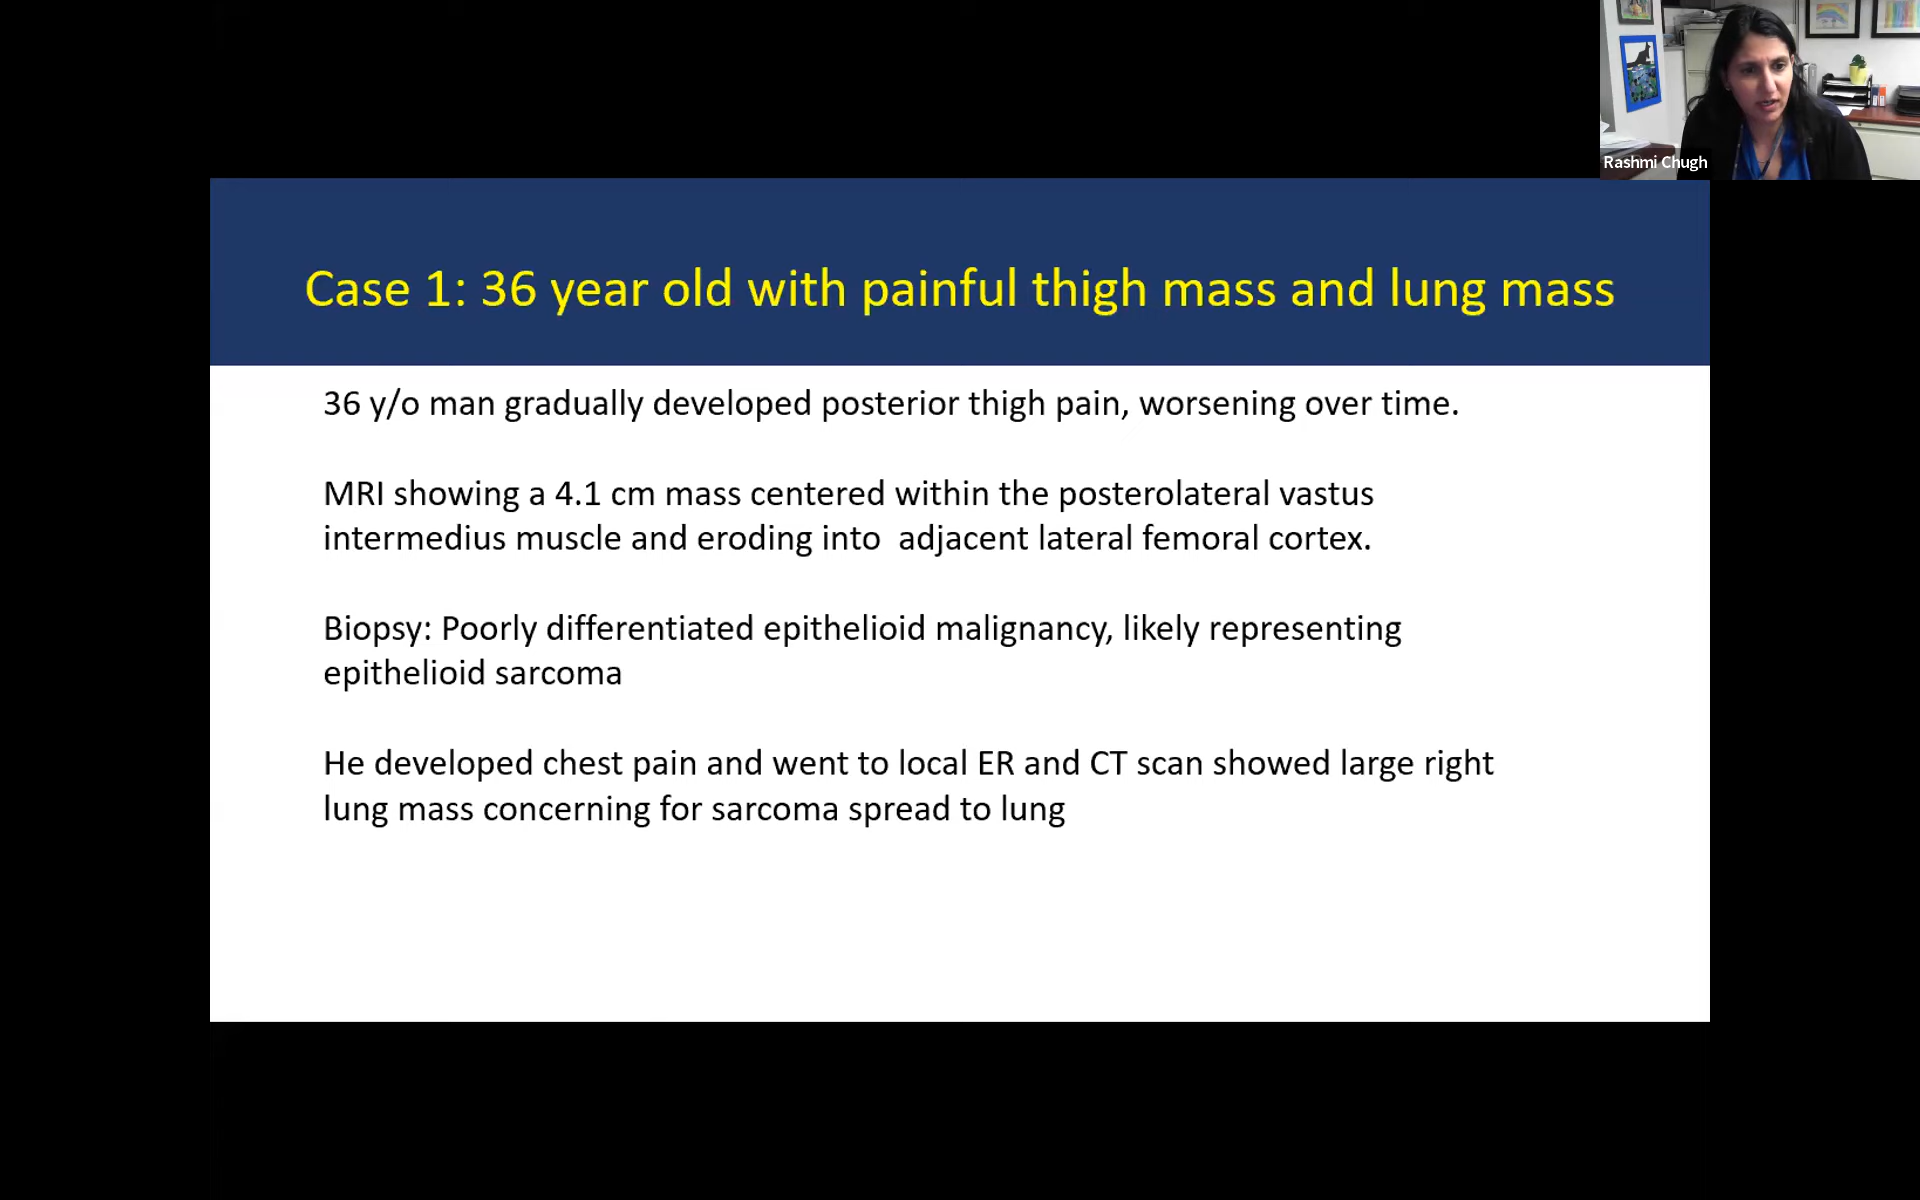 Rashmi Chugh
Case 1: 36 year old with painful thigh mass and lung mass
36 y/o man gradually developed posterior thigh pain, worsening over time.
MRI showing a 4.1 cm mass centered within the posterolateral vastus
intermedius muscle and eroding into  adjacent lateral femoral cortex.
Biopsy: Poorly differentiated epithelioid malignancy, likely representing
epithelioid sarcoma
He developed chest pain and went to local ER and CT scan showed large right
lung mass concerning for sarcoma spread to lung